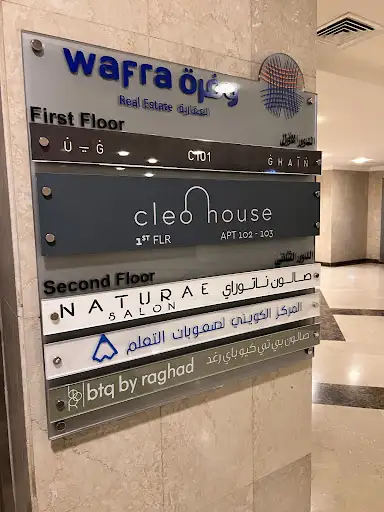 wafra وفرة
Real Estate العقارية
First Floor الدور الأول
غـيـن C101 GHAIN
cleo house
1ST FLR APT 102 - 103
Second Floor الدور الثاني
NATURAE SALON صالون ناتوراي
المركز الكويتي لصعوبات التعلم
btq by raghad صالون بي تي كيو باي رغد